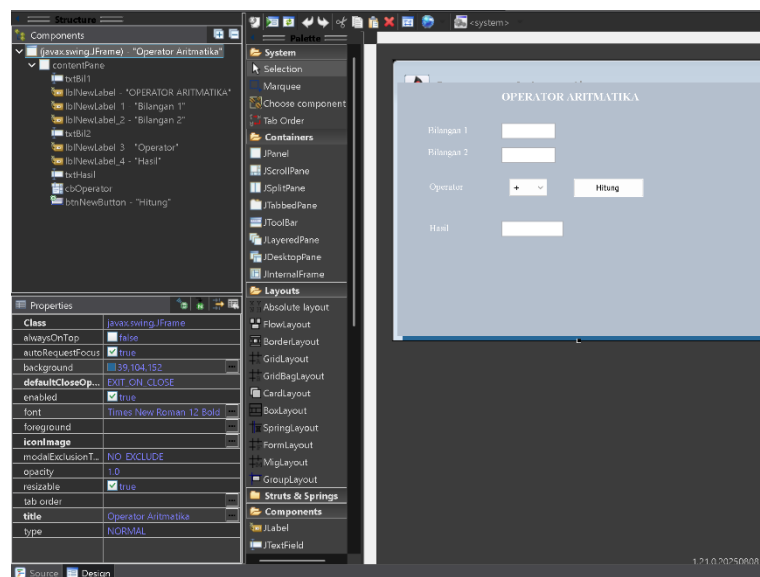 Structure
Components
(javax.swing.JFrame) - "Operator Aritmatika"
contentPane
txtBil1
lblNewLabel - "OPERATOR ARITMATIKA"
lblNewLabel_1 "Bilangan 1"
lblNewLabel_2 - "Bilangan 2"
txtBil2
lblNewLabel_3 "Operator"
lblNewLabel_4 - "Hasil"
txtHasil
cbOperator
btnNewButton - "Hitung"
Properties
Class javax.swing.JFrame
alwaysOnTop false
autoRequestFocus true
background 39,104,152 ...
defaultCloseOp... EXIT_ON_CLOSE
enabled true
font Times New Roman 12 Bold ...
foreground ...
iconImage ...
modalExclusionT... NO_EXCLUDE
opacity 1.0
resizable true
tab order ...
title Operator Aritmatika ...
type NORMAL
Source Design
<system>
Palette
System
Selection
Marquee
Choose component
Tab Order
Containers
JPanel
JScrollPane
JSplitPane
JTabbedPane
JToolBar
JLayeredPane
JDesktopPane
JInternalFrame
Layouts
Absolute layout
FlowLayout
BorderLayout
GridLayout
GridBagLayout
CardLayout
BoxLayout
SpringLayout
FormLayout
MigLayout
GroupLayout
Struts & Springs
Components
JLabel
JTextField
OPERATOR ARITMATIKA
Bilangan 1
Bilangan 2
Operator + Hitung
Hasil
1.21.0.20250808